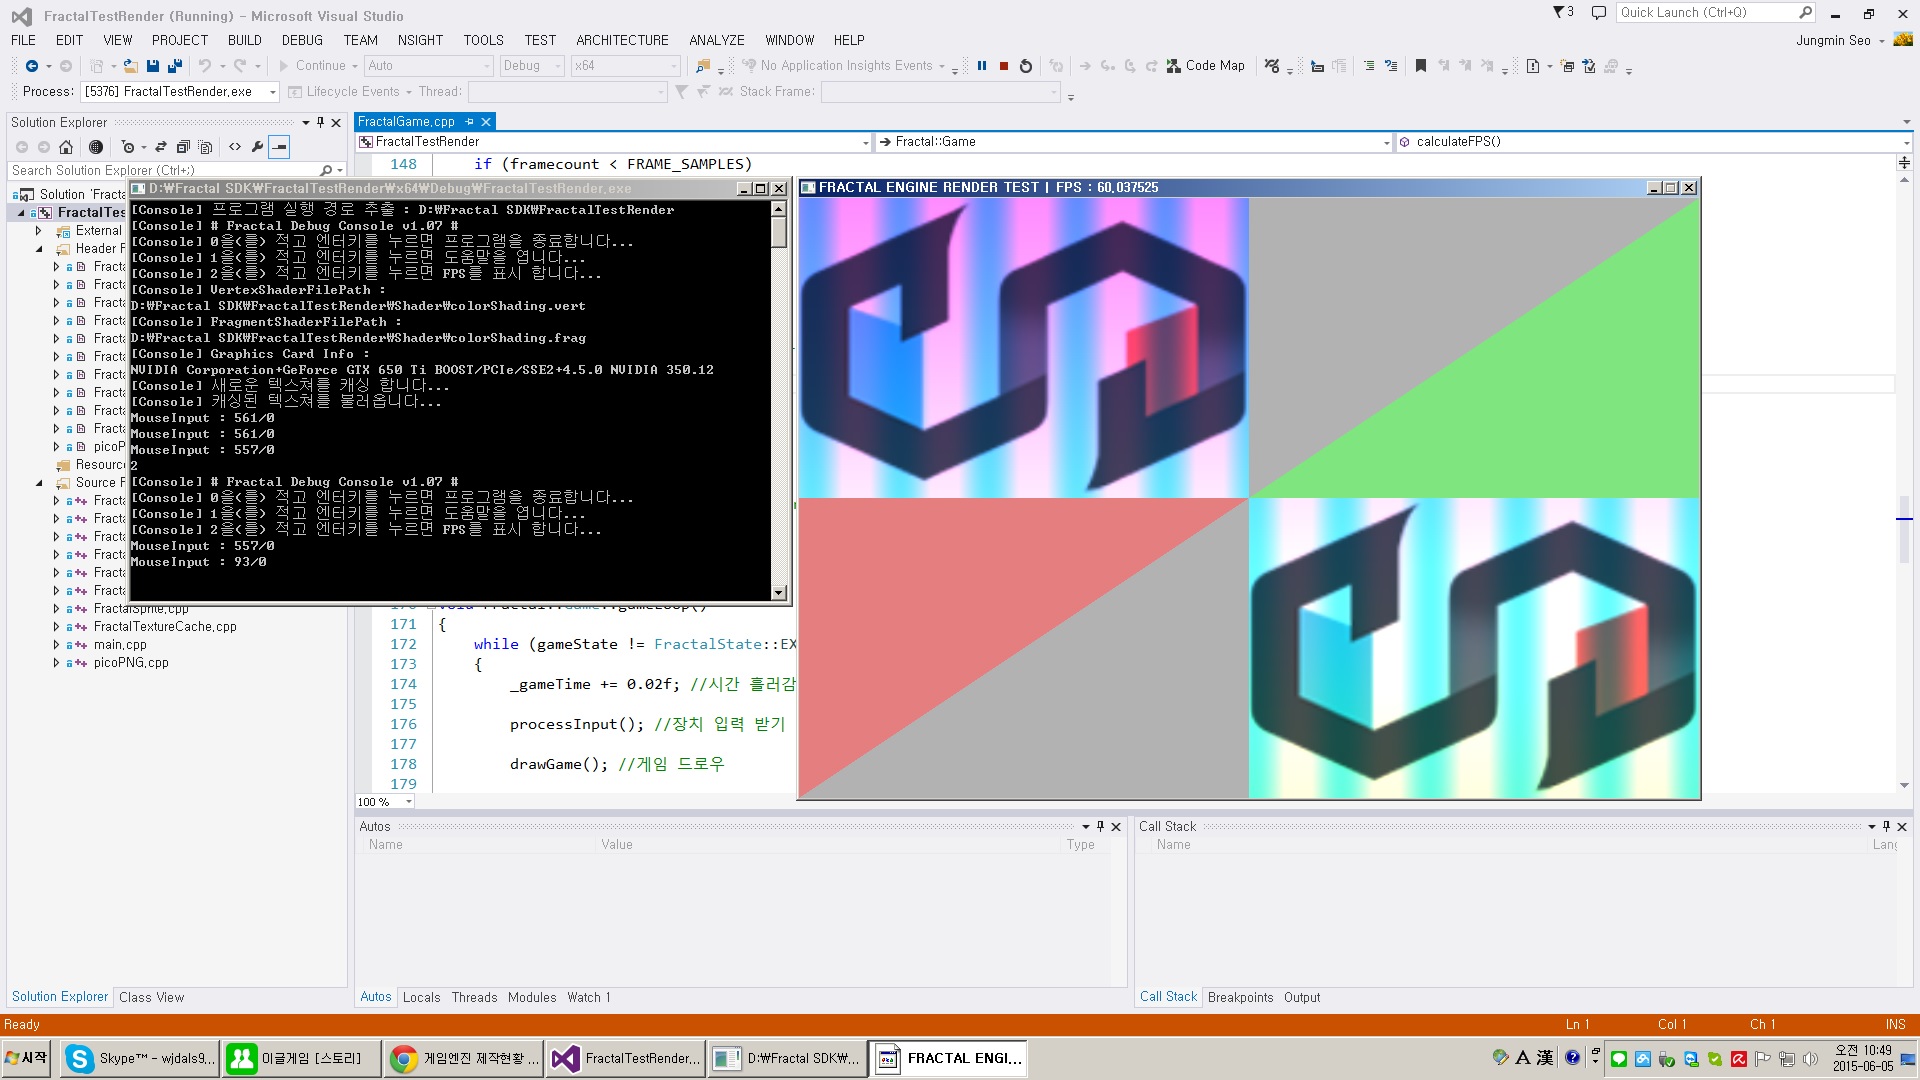 FractalTestRender (Running) - Microsoft Visual Studio
3
Quick Launch (Ctrl+Q)
FILE EDIT VIEW PROJECT BUILD DEBUG TEAM NSIGHT TOOLS TEST ARCHITECTURE ANALYZE WINDOW HELP
Jungmin Seo
Continue Auto Debug x64 No Application Insights Events Code Map
Process: [5376] FractalTestRender.exe Lifecycle Events Thread: Stack Frame:
Solution Explorer
Search Solution Explorer (Ctrl+;)
Solution 'Fracta
FractalTes
External
Header F
Fracta
Fracta
Fracta
Fracta
Fracta
Fracta
Fracta
Fracta
Fracta
Fracta
picoP
Resourc
Source F
Fracta
Fracta
Fracta
Fracta
Fracta
Fracta
FractalSprite.cpp
FractalTextureCache.cpp
main.cpp
picoPNG.cpp
Solution Explorer Class View
FractalGame.cpp
FractalTestRender Fractal::Game calculateFPS()
148 if (framecount < FRAME_SAMPLES)
D:₩Fractal SDK₩FractalTestRender₩x64₩Debug₩FractalTestRender.exe
[Console] 프로그램 실행 경로 추출 : D:₩Fractal SDK₩FractalTestRender
[Console] # Fractal Debug Console v1.07 #
[Console] 0을(를) 적고 엔터키를 누르면 프로그램을 종료합니다...
[Console] 1을(를) 적고 엔터키를 누르면 도움말을 엽니다...
[Console] 2을(를) 적고 엔터키를 누르면 FPS를 표시 합니다...
[Console] VertexShaderFilePath :
D:₩Fractal SDK₩FractalTestRender₩Shader₩colorShading.vert
[Console] FragmentShaderFilePath :
D:₩Fractal SDK₩FractalTestRender₩Shader₩colorShading.frag
[Console] Graphics Card Info :
NVIDIA Corporation+GeForce GTX 650 Ti BOOST/PCIe/SSE2+4.5.0 NVIDIA 350.12
[Console] 새로운 텍스쳐를 캐싱 합니다...
[Console] 캐싱된 텍스쳐를 불러옵니다...
MouseInput : 561/0
MouseInput : 561/0
MouseInput : 557/0
2
[Console] # Fractal Debug Console v1.07 #
[Console] 0을(를) 적고 엔터키를 누르면 프로그램을 종료합니다...
[Console] 1을(를) 적고 엔터키를 누르면 도움말을 엽니다...
[Console] 2을(를) 적고 엔터키를 누르면 FPS를 표시 합니다...
MouseInput : 557/0
MouseInput : 93/0
FRACTAL ENGINE RENDER TEST | FPS : 60.037525
171 {
172 while (gameState != FractalState::EX
173 {
174 _gameTime += 0.02f; //시간 흘러감
175
176 processInput(); //장치 입력 받기
177
178 drawGame(); //게임 드로우
179
100 %
Autos
Name Value Type
Autos Locals Threads Modules Watch 1
Call Stack
Name Lang
Call Stack Breakpoints Output
Ready Ln 1 Col 1 Ch 1 INS
시작 Skype™ - wjdals9... 이글게임 [스토리] 게임엔진 제작현황 ... FractalTestRender... D:₩Fractal SDK₩... FRACTAL ENGI...
A 漢
오전 10:49
2015-06-05